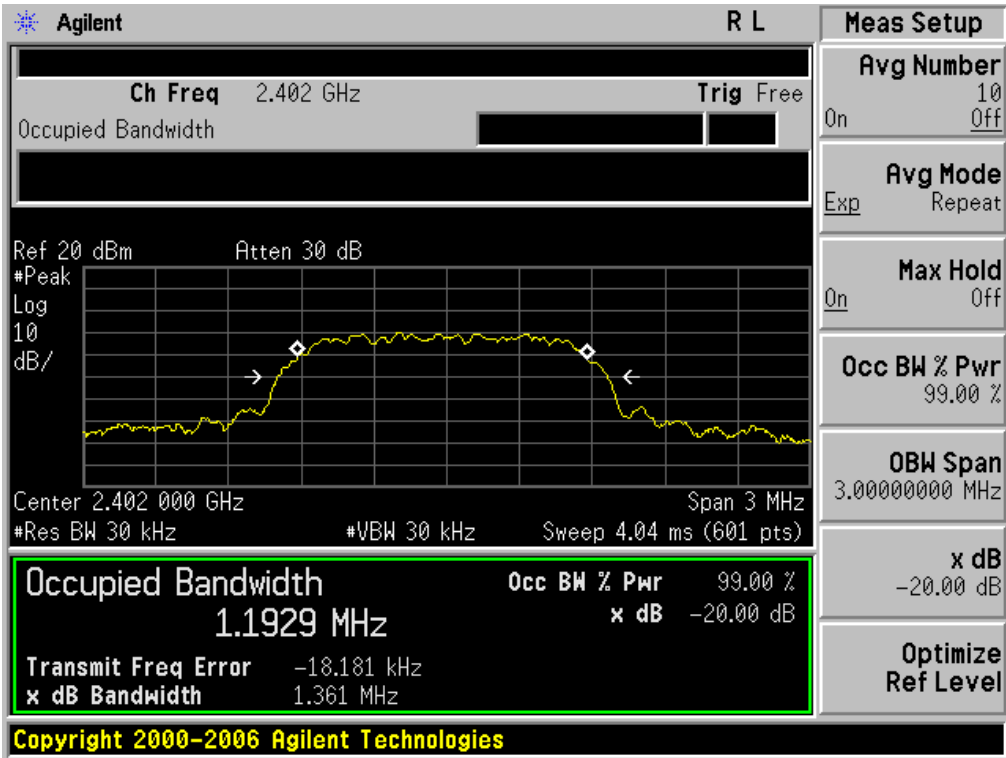 Agilent R L
Ch Freq 2.402 GHz Trig Free
Occupied Bandwidth
Ref 20 dBm Atten 30 dB
#Peak
Log
10
dB/
Center 2.402 000 GHz Span 3 MHz
#Res BW 30 kHz #VBW 30 kHz Sweep 4.04 ms (601 pts)
Occupied Bandwidth Occ BW % Pwr 99.00 %
1.1929 MHz x dB -20.00 dB
Transmit Freq Error -18.181 kHz
x dB Bandwidth 1.361 MHz
Copyright 2000-2006 Agilent Technologies
Meas Setup
Avg Number
10
On Off
Avg Mode
Exp Repeat
Max Hold
On Off
Occ BW % Pwr
99.00 %
OBW Span
3.00000000 MHz
x dB
-20.00 dB
Optimize
Ref Level